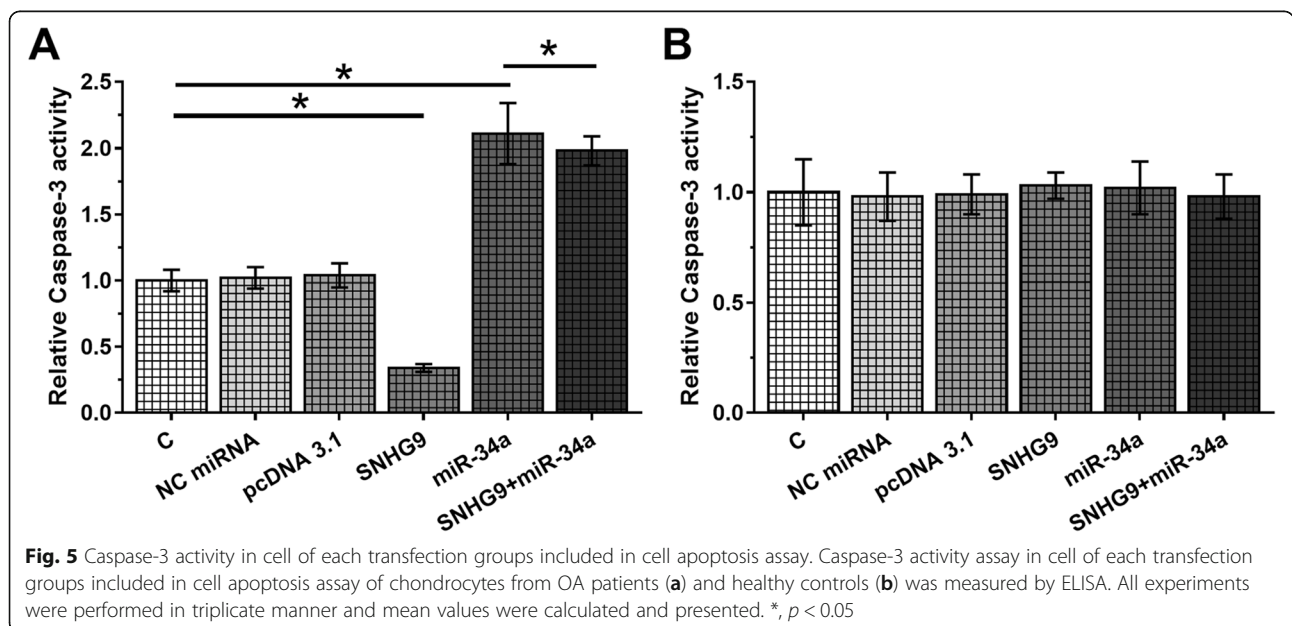 A
*
*
*
Relative Caspase-3 activity
2.5
2.0
1.5
1.0
0.5
0.0
C
NC miRNA
pcDNA 3.1
SNHG9
miR-34a
SNHG9+miR-34a
B
Relative Caspase-3 activity
1.5
1.0
0.5
0.0
C
NC miRNA
pcDNA 3.1
SNHG9
miR-34a
SNHG9+miR-34a
Fig. 5 Caspase-3 activity in cell of each transfection groups included in cell apoptosis assay. Caspase-3 activity assay in cell of each transfection
groups included in cell apoptosis assay of chondrocytes from OA patients (a) and healthy controls (b) was measured by ELISA. All experiments
were performed in triplicate manner and mean values were calculated and presented. *, p < 0.05